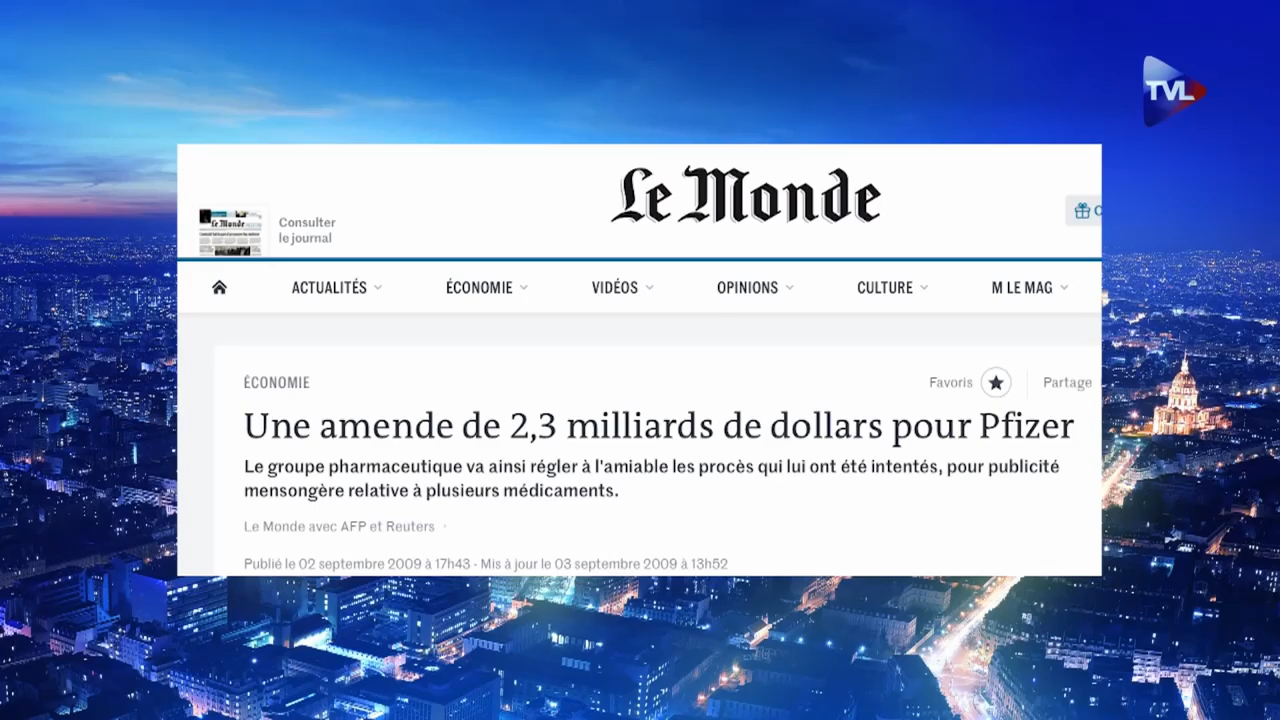 TVL
Le Monde
Le Monde
Consulter
le journal
ACTUALITÉS
ÉCONOMIE
VIDÉOS
OPINIONS
CULTURE
M LE MAG
ÉCONOMIE
Favoris
Partage
Une amende de 2,3 milliards de dollars pour Pfizer
Le groupe pharmaceutique va ainsi régler à l'amiable les procès qui lui ont été intentés, pour publicité
mensongère relative à plusieurs médicaments.
Le Monde avec AFP et Reuters
Publié le 02 septembre 2009 à 17h43 - Mis à jour le 03 septembre 2009 à 13h52